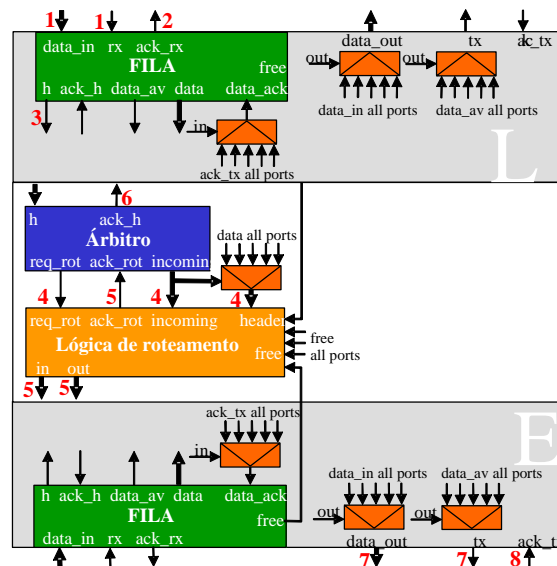 1 1 2
data_in rx ack_rx data_out tx
FILA
free out out
h ack_h data_av data data_ack
data_in all ports data_av all ports
3
in
ack_tx all ports
L
6
h ack_h
data all ports
Árbitro
req_rot ack_rot incoming
4 5 4 4
req_rot ack_rot incoming header
free
Lógica de roteamento
free all ports
in out
5 5
ack_tx all ports
E
in
data_in all ports data_av all ports
h ack_h data_av data data_ack
FILA
free out out
data_in rx ack_rx data_out tx ack_t
7 7 8